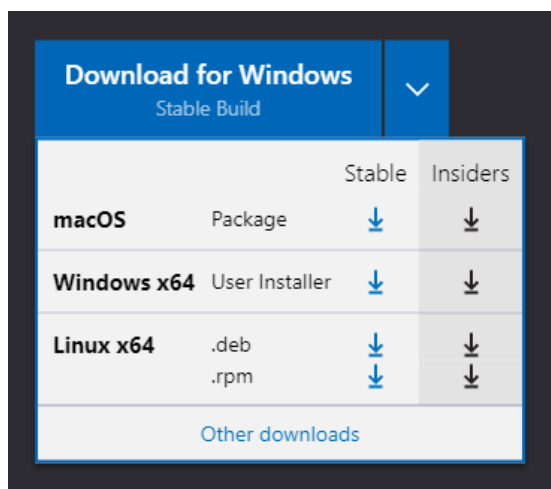 Download for Windows
Stable Build
Stable Insiders
macOS Package
Windows x64 User Installer
Linux x64 .deb
.rpm
Other downloads